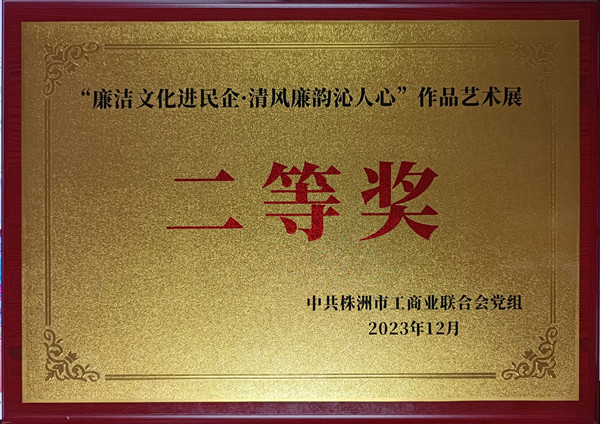 “廉洁文化进民企·清风廉韵沁人心”作品艺术展
二等奖
中共株洲市工商业联合会党组
2023年12月